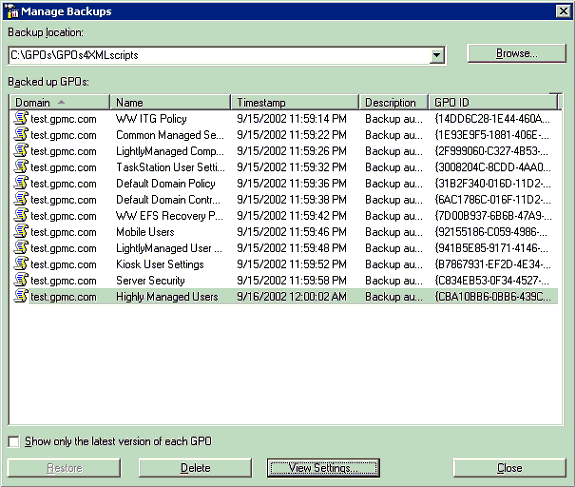 Manage Backups
Backup location:
C:\GPOs\GPOs4XMLscripts
Browse...
Backed up GPOs:
Domain Name Timestamp Description GPO ID
test.gpmc.com WW ITG Policy 9/15/2002 11:59:14 PM Backup au... {14DD6C28-1E44-460A...
test.gpmc.com Common Managed Se... 9/15/2002 11:59:22 PM Backup au... {1E93E9F5-1881-406E-...
test.gpmc.com LightlyManaged Comp... 9/15/2002 11:59:26 PM Backup au... {2F999060-C327-4B53-...
test.gpmc.com TaskStation User Setti... 9/15/2002 11:59:32 PM Backup au... {3008204C-8CDD-4AA0...
test.gpmc.com Default Domain Policy 9/15/2002 11:59:36 PM Backup au... {31B2F340-016D-11D2-...
test.gpmc.com Default Domain Contr... 9/15/2002 11:59:38 PM Backup au... {6AC1786C-016F-11D2-...
test.gpmc.com WW EFS Recovery P... 9/15/2002 11:59:42 PM Backup au... {7D00B937-6B6B-47A9-...
test.gpmc.com Mobile Users 9/15/2002 11:59:46 PM Backup au... {92155186-C059-4986-...
test.gpmc.com LightlyManaged User ... 9/15/2002 11:59:48 PM Backup au... {941B5E85-9171-4146-...
test.gpmc.com Kiosk User Settings 9/15/2002 11:59:52 PM Backup au... {B7867931-EF2D-4E34-...
test.gpmc.com Server Security 9/15/2002 11:59:58 PM Backup au... {CB34EB53-0F34-4527-...
test.gpmc.com Highly Managed Users 9/16/2002 12:00:02 AM Backup au... {CBA10BB6-0BB6-439C...
Show only the latest version of each GPO
Restore Delete View Settings... Close